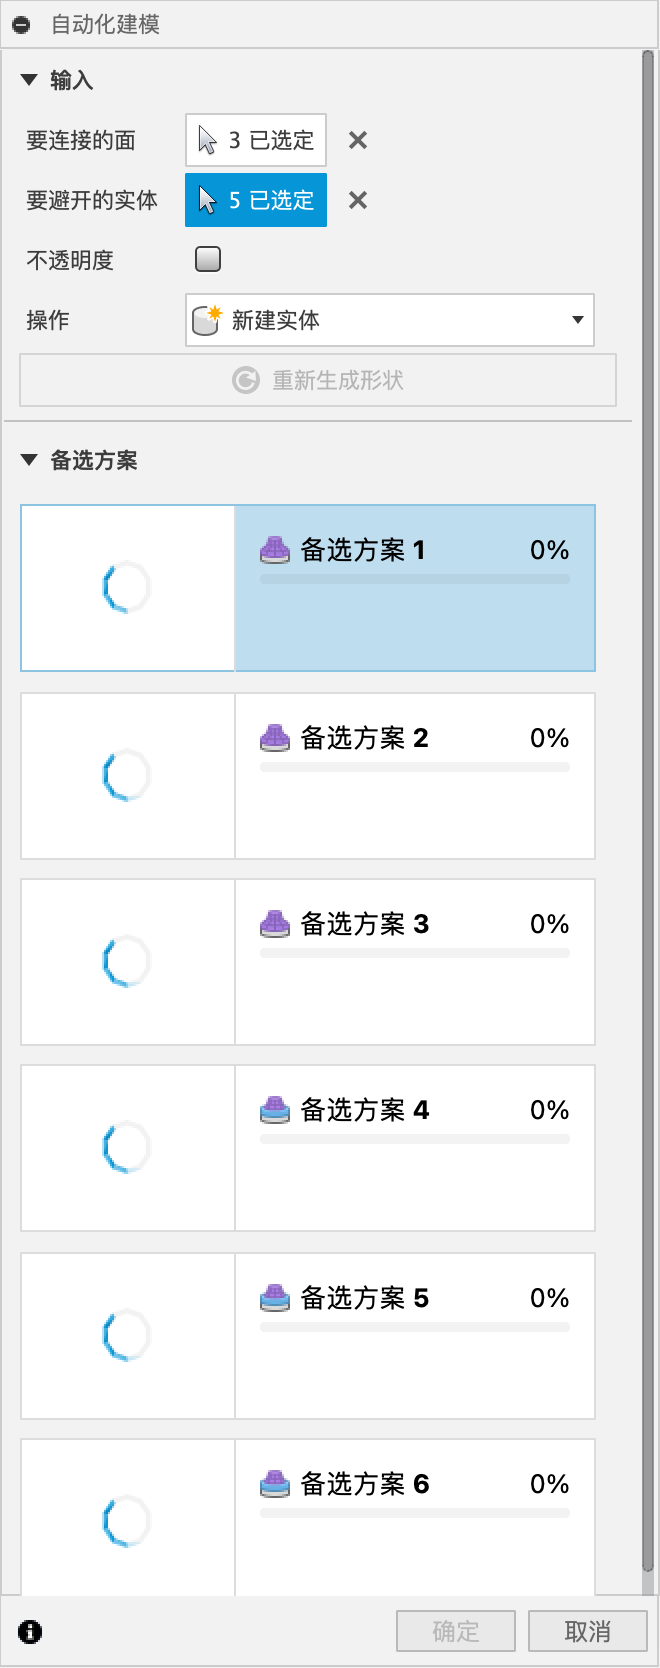 自动化建模
输入
要连接的面 3 已选定
要避开的实体 5 已选定
不透明度
操作 新建实体
重新生成形状
备选方案
备选方案 1 0%
备选方案 2 0%
备选方案 3 0%
备选方案 4 0%
备选方案 5 0%
备选方案 6 0%
确定 取消